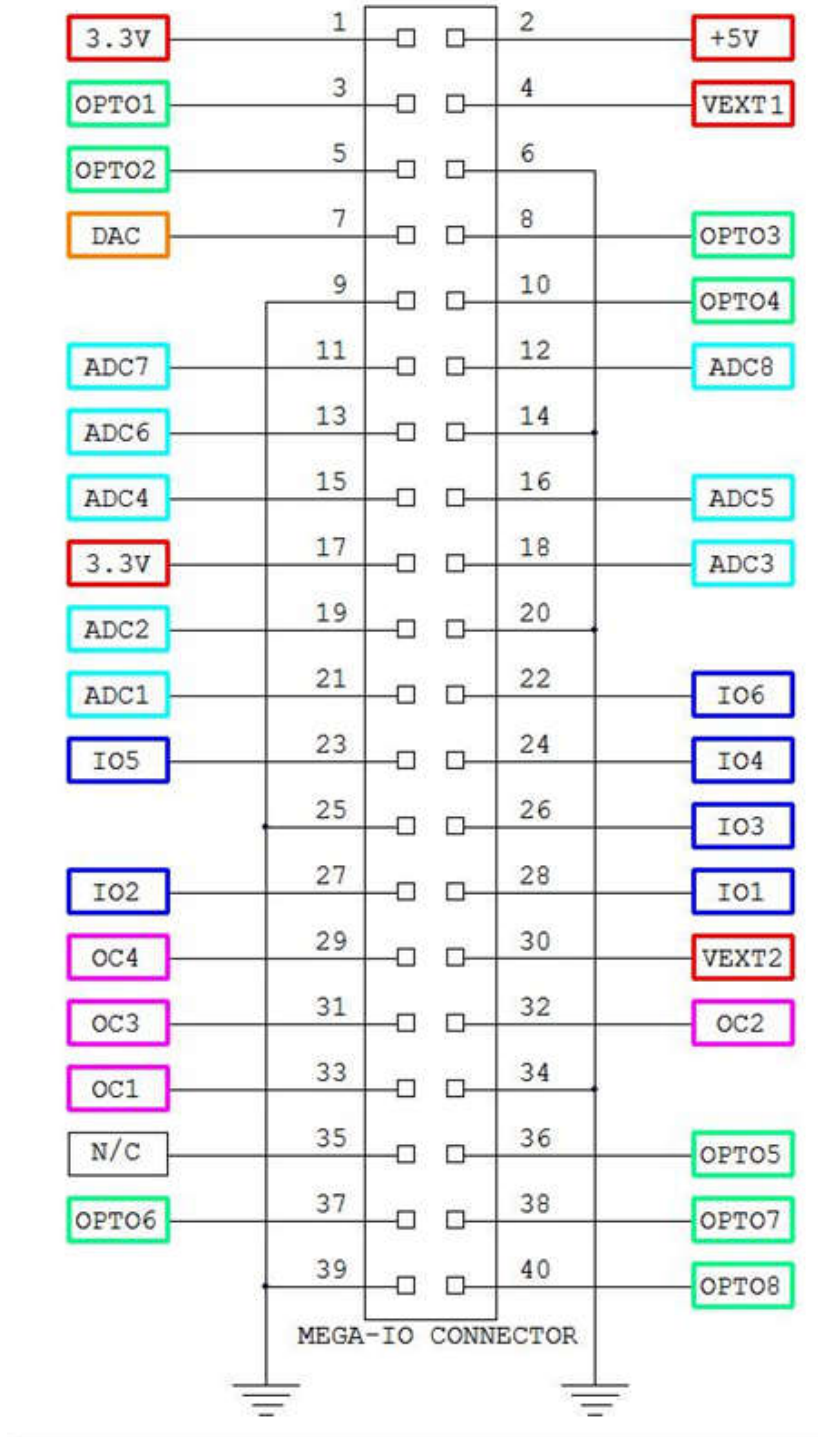 3.3V 1 2 +5V
OPTO1 3 4 VEXT1
OPTO2 5 6
DAC 7 8 OPTO3
9 10 OPTO4
ADC7 11 12 ADC8
ADC6 13 14
ADC4 15 16 ADC5
3.3V 17 18 ADC3
ADC2 19 20
ADC1 21 22 IO6
IO5 23 24 IO4
25 26 IO3
IO2 27 28 IO1
OC4 29 30 VEXT2
OC3 31 32 OC2
OC1 33 34
N/C 35 36 OPTO5
OPTO6 37 38 OPTO7
39 40 OPTO8
MEGA-IO CONNECTOR